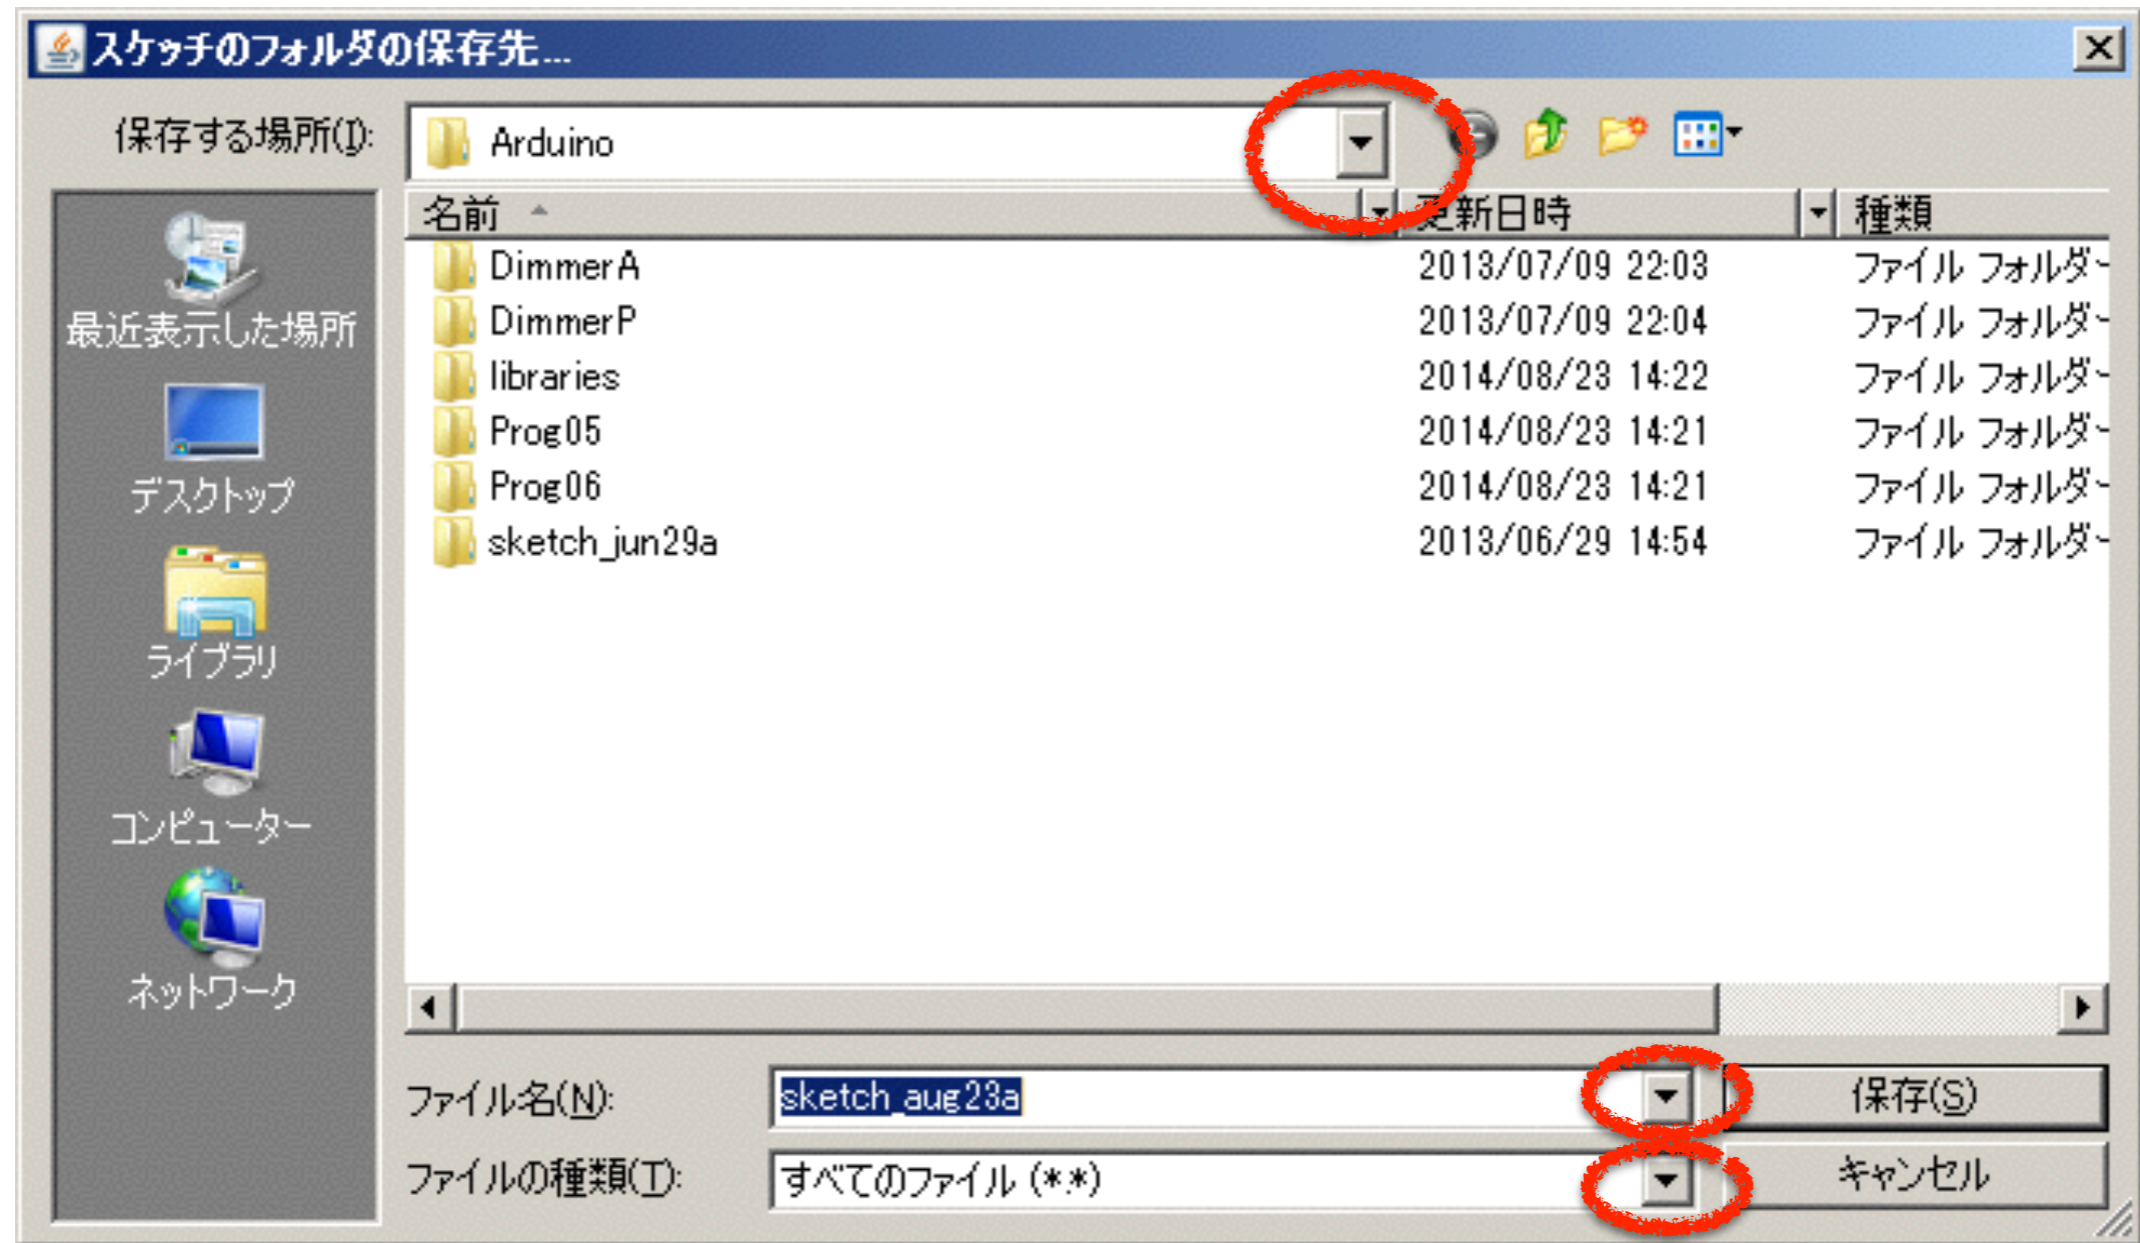 スケッチのフォルダの保存先...
保存する場所(I):
Arduino
名前 更新日時 種類
DimmerA 2013/07/09 22:03 ファイル フォルダー
DimmerP 2013/07/09 22:04 ファイル フォルダー
libraries 2014/08/23 14:22 ファイル フォルダー
Prog05 2014/08/23 14:21 ファイル フォルダー
Prog06 2014/08/23 14:21 ファイル フォルダー
sketch_jun29a 2013/06/29 14:54 ファイル フォルダー
最近表示した場所
デスクトップ
ライブラリ
コンピューター
ネットワーク
ファイル名(N): sketch_aug23a 保存(S)
ファイルの種類(T): すべてのファイル (*.*) キャンセル